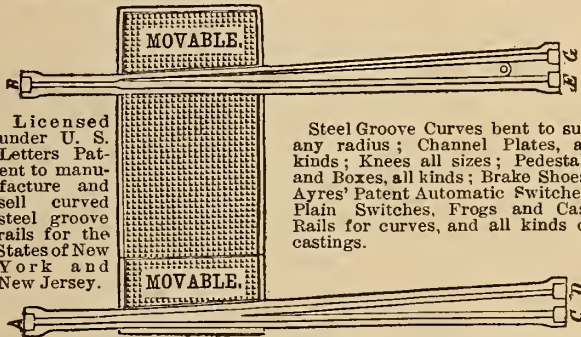 MOVABLE.
F
G
E
Licensed
under U. S.
Letters Pat-
ent to manu-
facture and
sell curved
steel groove
rails for the
States of New
York and
New Jersey.
Steel Groove Curves bent to su
any radius ; Channel Plates, a
kinds ; Knees all sizes ; Pedesta
and Boxes, all kinds ; Brake Shoe
Ayres' Patent Automatic Switche
Plain Switches, Frogs and Cas
Rails for curves, and all kinds o
castings.
MOVABLE.
A
C
D